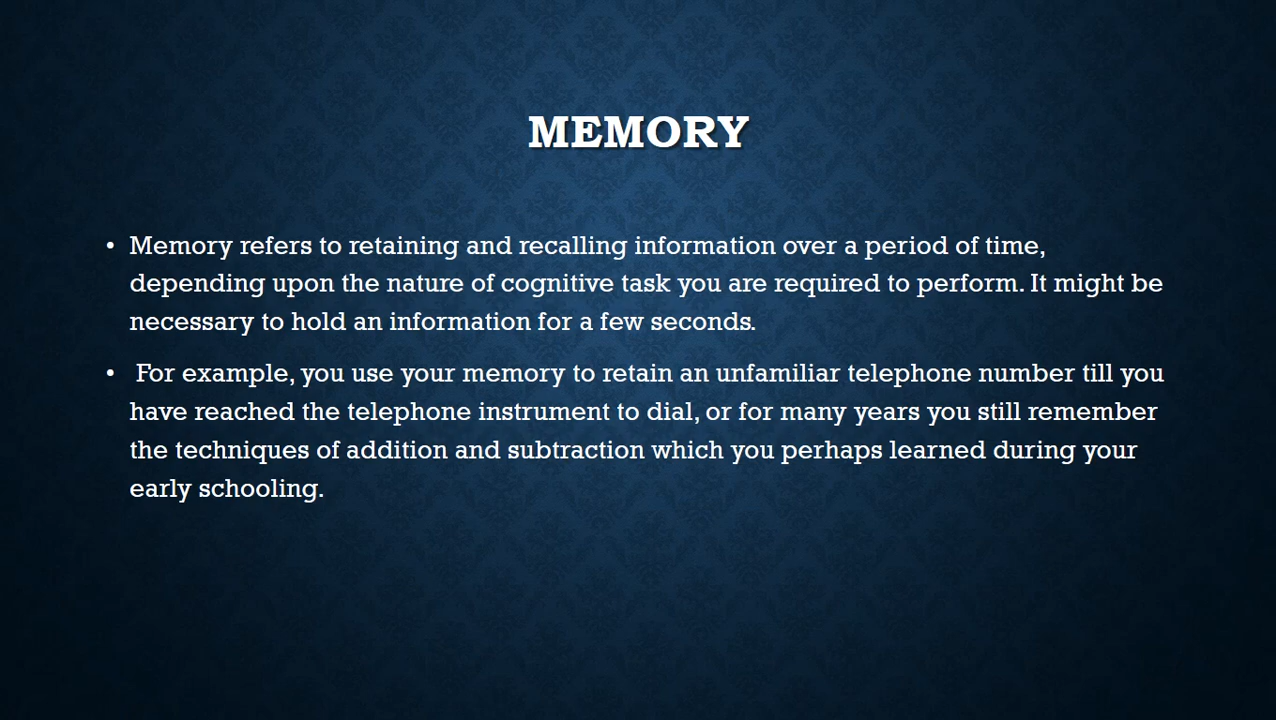 MEMORY
• Memory refers to retaining and recalling information over a period of time,
depending upon the nature of cognitive task you are required to perform. It might be
necessary to hold an information for a few seconds.
• For example, you use your memory to retain an unfamiliar telephone number till you
have reached the telephone instrument to dial, or for many years you still remember
the techniques of addition and subtraction which you perhaps learned during your
early schooling.